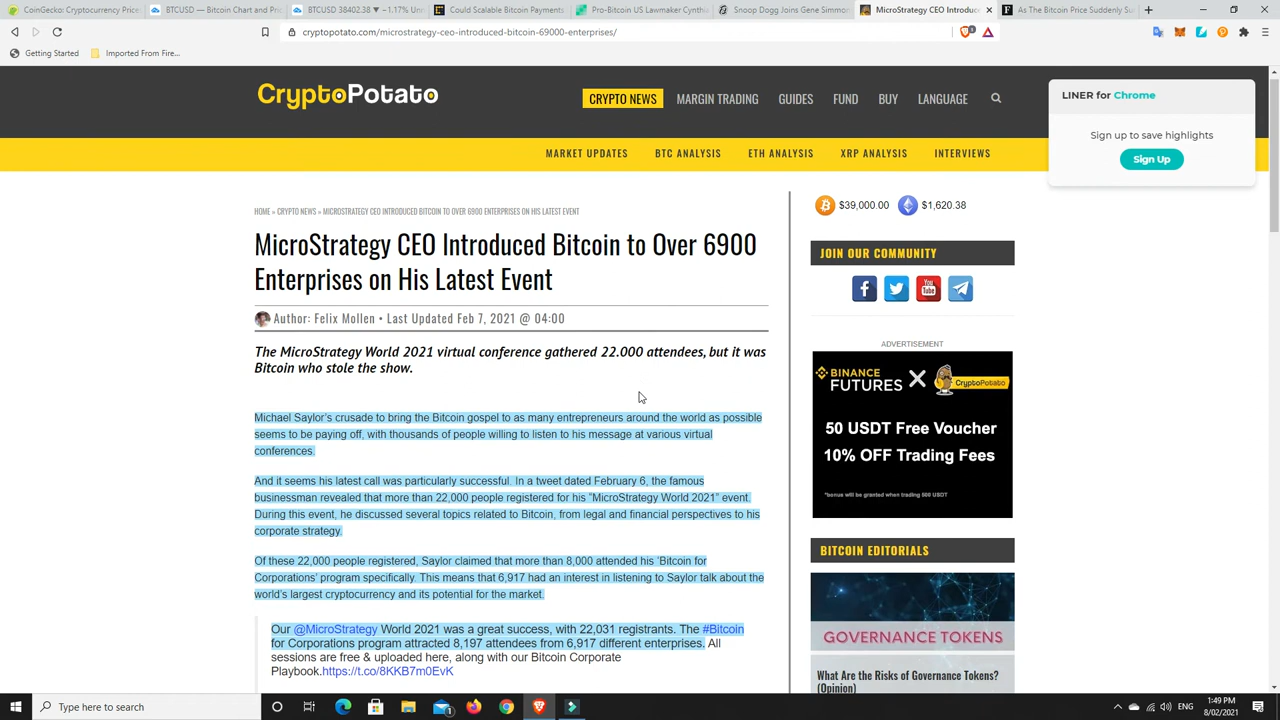 CoinGecko: Cryptocurrency Price
BTCUSD — Bitcoin Chart and Pri
BTCUSD 38402.38 ▼ −1.17% Un
Could Scalable Bitcoin Payments
Pro-Bitcoin US Lawmaker Cynthia
Snoop Dogg Joins Gene Simmon
MicroStrategy CEO Introduc
As The Bitcoin Price Suddenly Su
cryptopotato.com/microstrategy-ceo-introduced-bitcoin-69000-enterprises/
Getting Started
Imported From Fire...
CryptoPotato
CRYPTO NEWS
MARGIN TRADING
GUIDES
FUND
BUY
LANGUAGE
LINER for Chrome
Sign up to save highlights
Sign Up
MARKET UPDATES
BTC ANALYSIS
ETH ANALYSIS
XRP ANALYSIS
INTERVIEWS
HOME » CRYPTO NEWS » MICROSTRATEGY CEO INTRODUCED BITCOIN TO OVER 6900 ENTERPRISES ON HIS LATEST EVENT
MicroStrategy CEO Introduced Bitcoin to Over 6900
Enterprises on His Latest Event
Author: Felix Mollen • Last Updated Feb 7, 2021 @ 04:00
The MicroStrategy World 2021 virtual conference gathered 22.000 attendees, but it was
Bitcoin who stole the show.
Michael Saylor's crusade to bring the Bitcoin gospel to as many entrepreneurs around the world as possible
seems to be paying off, with thousands of people willing to listen to his message at various virtual
conferences.
And it seems his latest call was particularly successful. In a tweet dated February 6, the famous
businessman revealed that more than 22,000 people registered for his "MicroStrategy World 2021" event.
During this event, he discussed several topics related to Bitcoin, from legal and financial perspectives to his
corporate strategy.
Of these 22,000 people registered, Saylor claimed that more than 8,000 attended his 'Bitcoin for
Corporations' program specifically. This means that 6,917 had an interest in listening to Saylor talk about the
world's largest cryptocurrency and its potential for the market.
Our @MicroStrategy World 2021 was a great success, with 22,031 registrants. The #Bitcoin
for Corporations program attracted 8,197 attendees from 6,917 different enterprises. All
sessions are free & uploaded here, along with our Bitcoin Corporate
Playbook.https://t.co/8KKB7m0EvK
$39,000.00
$1,620.38
JOIN OUR COMMUNITY
You
Tube
ADVERTISEMENT
BINANCE
FUTURES
CryptoPotato
50 USDT Free Voucher
10% OFF Trading Fees
*bonus will be granted when trading 500 USDT
BITCOIN EDITORIALS
GOVERNANCE TOKENS
What Are the Risks of Governance Tokens?
(Opinion)
Type here to search
ENG
1:49 PM
8/02/2021